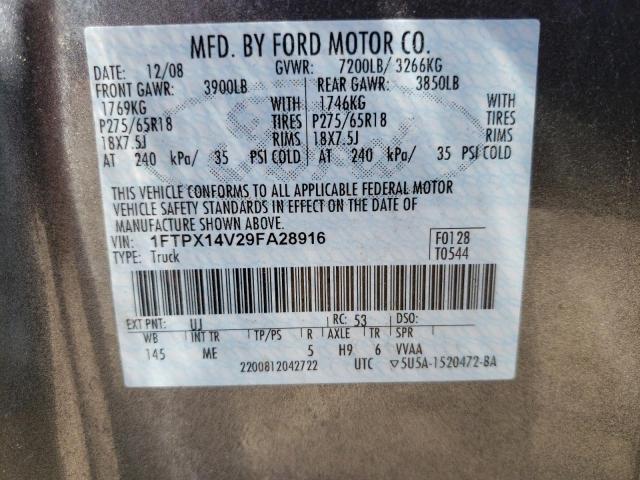 MFD. BY FORD MOTOR CO.
DATE: 12/08 GVWR: 7200LB/ 3266KG
FRONT GAWR: 3900LB REAR GAWR: 3850LB
1769KG WITH 1746KG WITH
P275/65R18 TIRES P275/65R18 TIRES
18X7.5J RIMS 18X7.5J RIMS
AT 240 kPa/ 35 PSI COLD AT 240 kPa/ 35 PSI COLD
THIS VEHICLE CONFORMS TO ALL APPLICABLE FEDERAL MOTOR
VEHICLE SAFETY STANDARDS IN EFFECT ON THE DATE OF
MANUFACTURE SHOWN ABOVE.
VIN: 1FTPX14V29FA28916 F0128
TYPE: Truck T0544
EXT PNT: UJ RC: 53 DSO:
WB INT TR TP/PS R AXLE TR SPR
145 ME 5 H9 6 VVAA
2200812042722 UTC ▽5U5A-1520472-BA